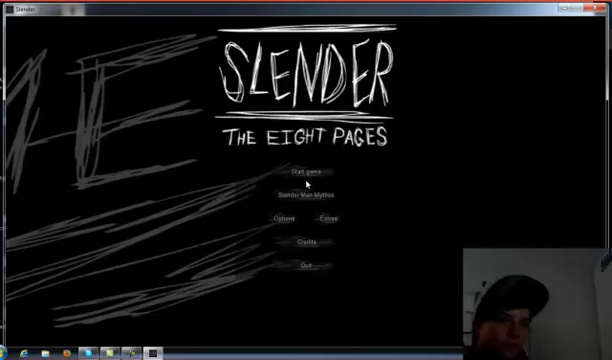 Slender
SLENDER
THE EIGHT PAGES
Start game
Slender Man Mythos
Options Extras
Credits
Quit